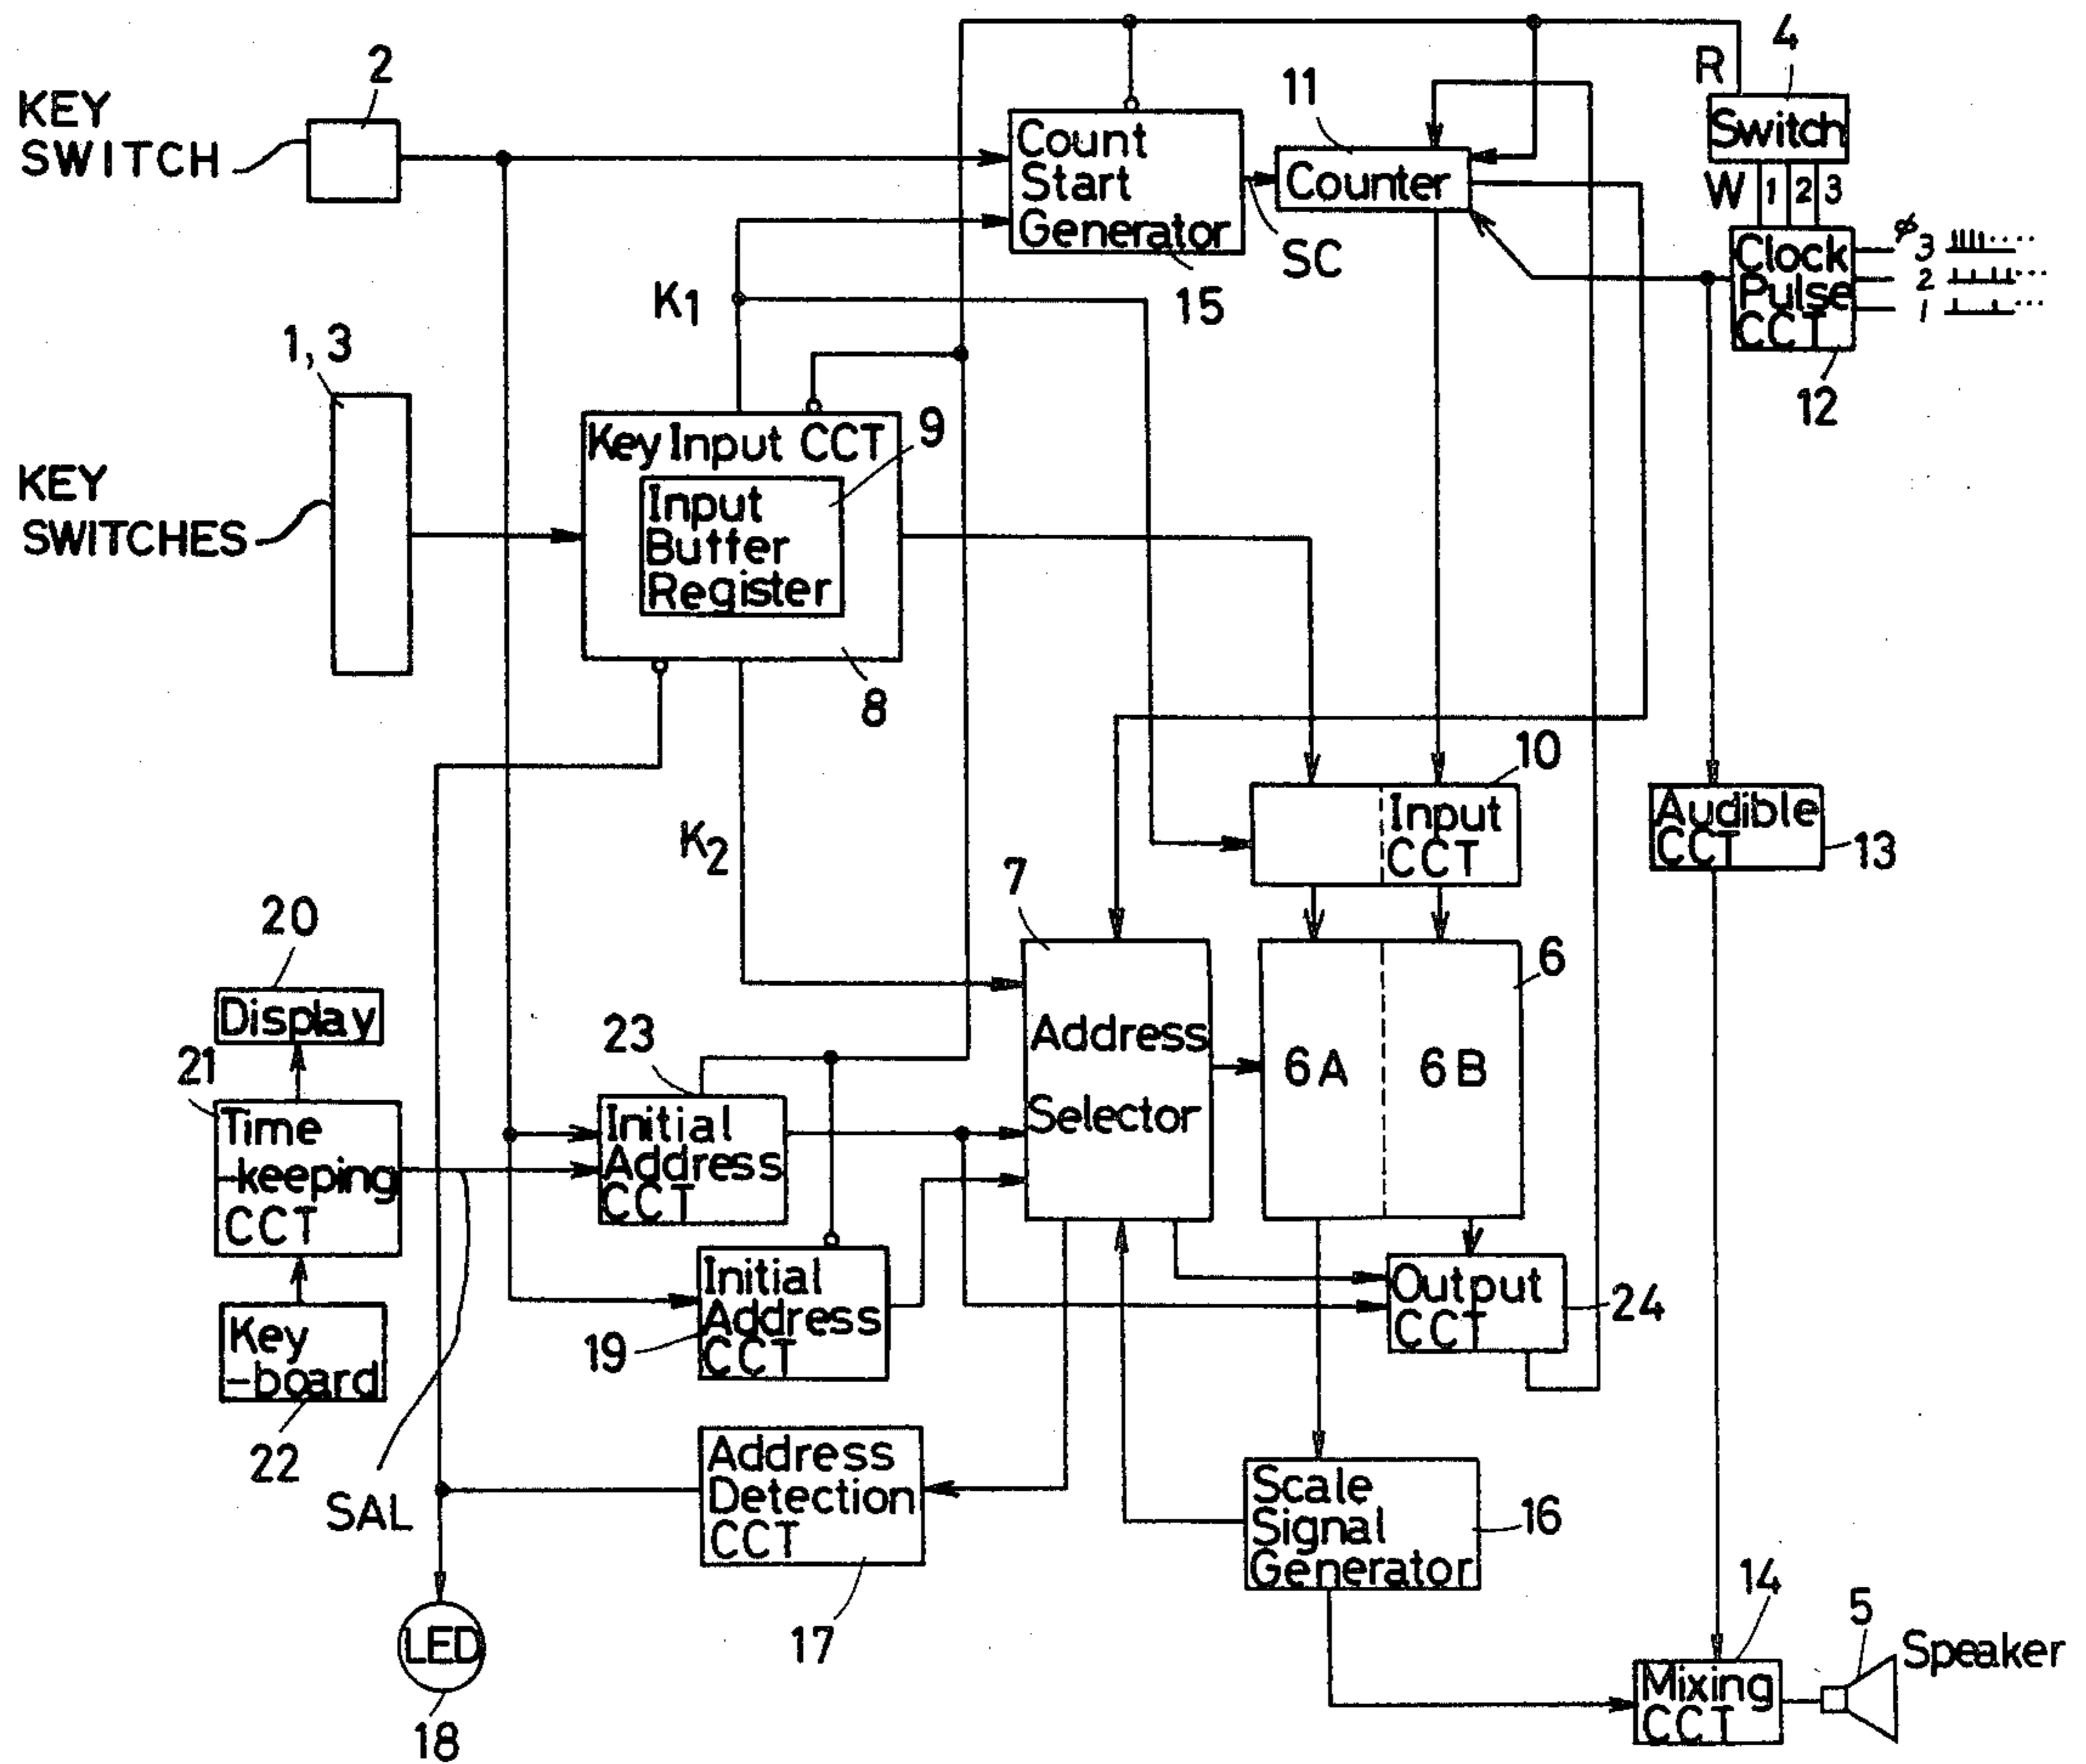 2
KEY
SWITCH
R
4
Switch
W 1 2 3
11
Count
Start
Generator
15
Counter
SC
ø
3
2
1
Clock
Pulse
CCT
12
K1
1, 3
KEY
SWITCHES
Key Input CCT
9
Input
Buffer
Register
8
10
Input
CCT
Audible
CCT
13
K2
7
Address
Selector
6
6A
6B
20
Display
21
Time
-keeping
CCT
Key
-board
22
SAL
23
Initial
Address
CCT
Initial
Address
CCT
19
Output
CCT
24
Address
Detection
CCT
17
Scale
Signal
Generator
16
LED
18
14
Mixing
CCT
5
Speaker